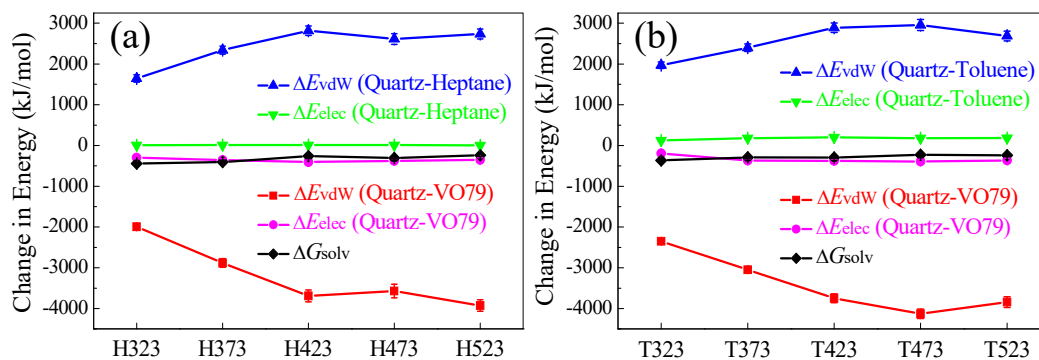 (a)
Change in Energy (kJ/mol)
3000
2000
1000
0
-1000
-2000
-3000
-4000
ΔEvdW (Quartz-Heptane)
ΔEelec (Quartz-Heptane)
ΔEvdW (Quartz-VO79)
ΔEelec (Quartz-VO79)
ΔGsolv
H323 H373 H423 H473 H523
(b)
Change in Energy (kJ/mol)
3000
2000
1000
0
-1000
-2000
-3000
-4000
ΔEvdW (Quartz-Toluene)
ΔEelec (Quartz-Toluene)
ΔEvdW (Quartz-VO79)
ΔEelec (Quartz-VO79)
ΔGsolv
T323 T373 T423 T473 T523